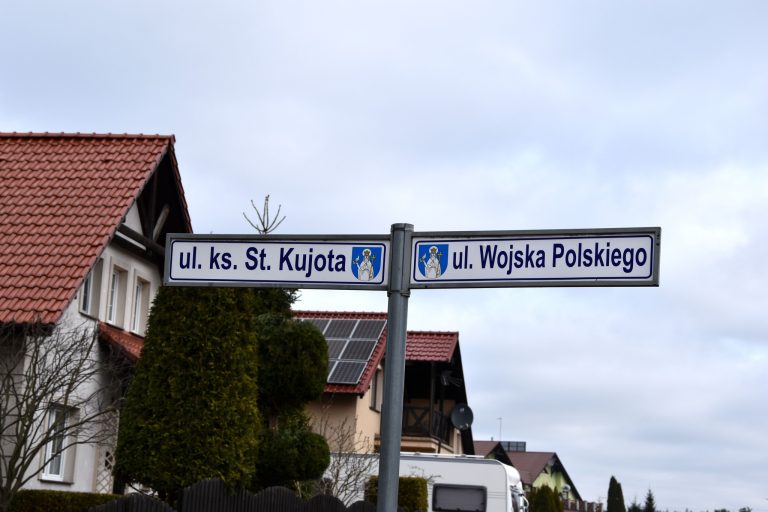 ul. ks. St. Kujota
ul. Wojska Polskiego